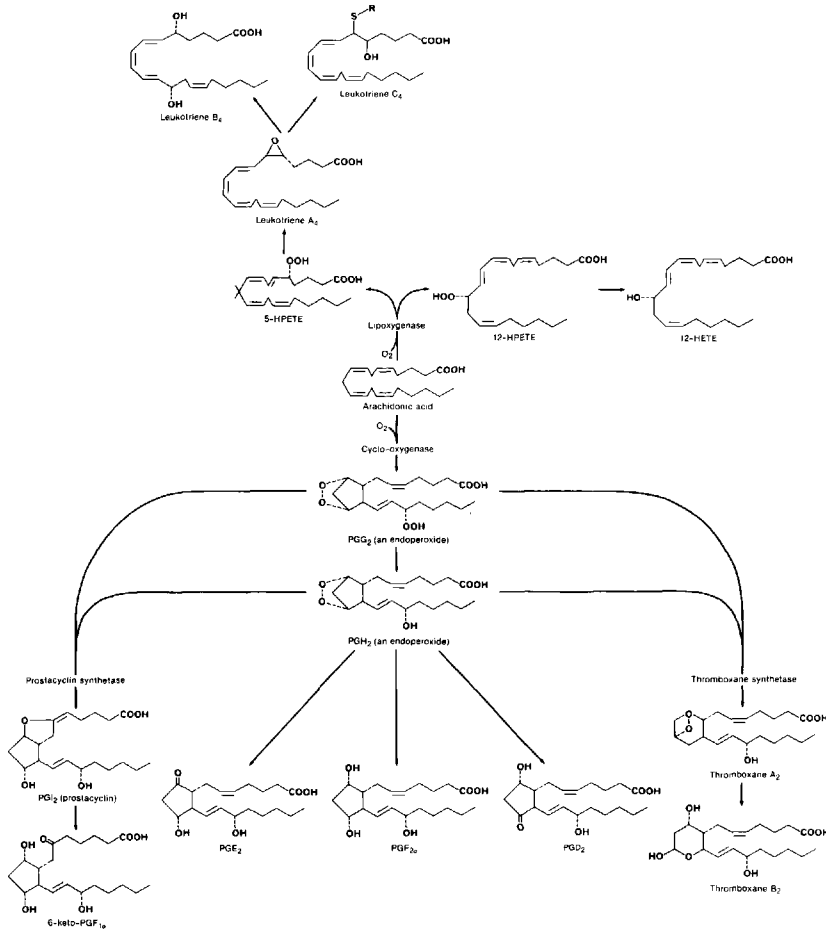 OH
COOH
OH
Leukotriene B₄
S
R
COOH
OH
Leukotriene C₄
O
COOH
Leukotriene A₄
OOH
COOH
5-HPETE
COOH
HOO
12-HPETE
COOH
HO
12-HETE
Lipoxygenase
O₂
COOH
Arachidonic acid
O₂
Cyclo-oxygenase
O
O
COOH
OOH
PGG₂ (an endoperoxide)
O
O
COOH
OH
PGH₂ (an endoperoxide)
Prostacyclin synthetase
Thromboxane synthetase
O
COOH
OH
OH
PGI₂ (prostacyclin)
O
COOH
OH
OH
PGE₂
OH
COOH
OH
OH
PGF₂α
OH
COOH
O
OH
PGD₂
O
O
COOH
OH
Thromboxane A₂
OH
O
COOH
OH
OH
6-keto-PGF₁α
OH
COOH
HO
O
OH
Thromboxane B₂